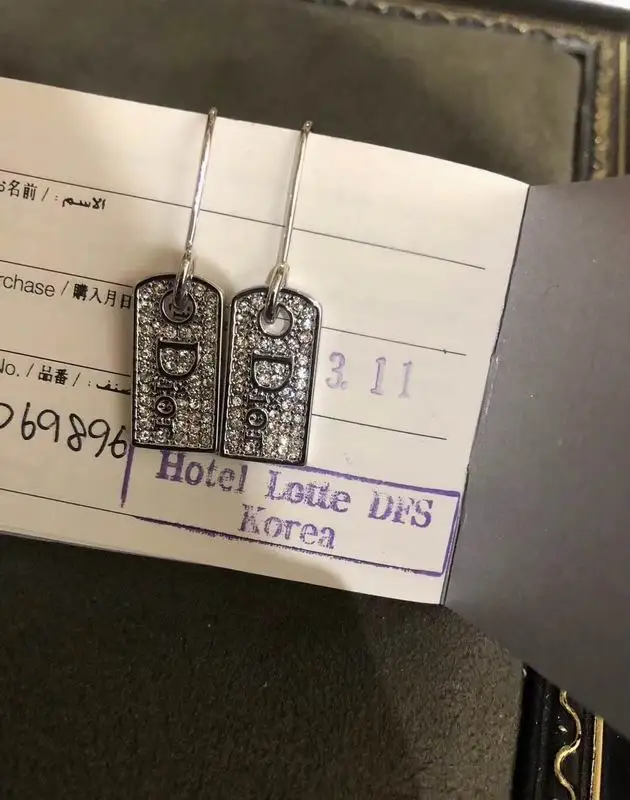 お名前 / : الاسم
rchase / 購入月日
3. 11
No. / 品番 / : صنف
069896
Dior
Dior
Hotel Lotte DFS
Korea